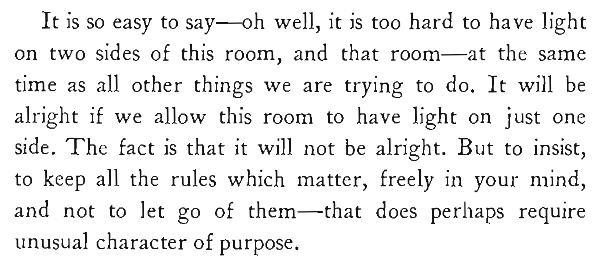 It is so easy to say—oh well, it is too hard to have light
on two sides of this room, and that room—at the same
time as all other things we are trying to do. It will be
alright if we allow this room to have light on just one
side. The fact is that it will not be alright. But to insist,
to keep all the rules which matter, freely in your mind,
and not to let go of them—that does perhaps require
unusual character of purpose.